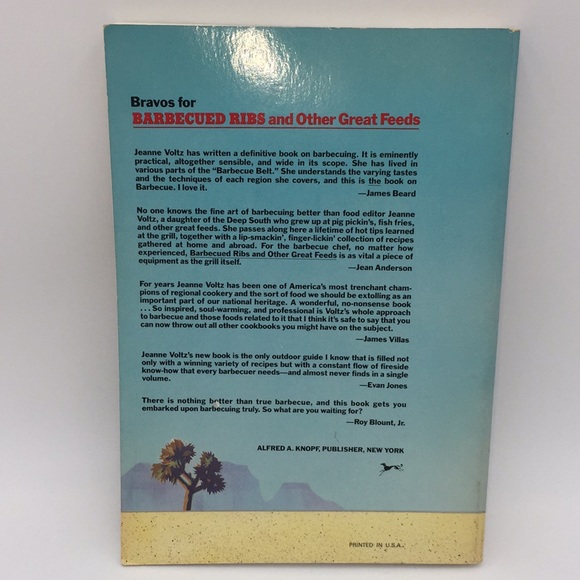 Bravos for
BARBECUED RIBS and Other Great Feeds
Jeanne Voltz has written a definitive book on barbecuing. It is eminently
practical, altogether sensible, and wide in its scope. She has lived in
various parts of the "Barbecue Belt." She understands the varying tastes
and the techniques of each region she covers, and this is the book on
Barbecue. I love it.
—James Beard
No one knows the fine art of barbecuing better than food editor Jeanne
Voltz, a daughter of the Deep South who grew up at pig pickin's, fish fries,
and other great feeds. She passes along here a lifetime of hot tips learned
at the grill, together with a lip-smackin', finger-lickin' collection of recipes
gathered at home and abroad. For the barbecue chef, no matter how
experienced, Barbecued Ribs and Other Great Feeds is as vital a piece of
equipment as the grill itself.
—Jean Anderson
For years Jeanne Voltz has been one of America's most trenchant cham-
pions of regional cookery and the sort of food we should be extolling as an
important part of our national heritage. A wonderful, no-nonsense book
. . . So inspired, soul-warming, and professional is Voltz's whole approach
to barbecue and those foods related to it that I think it's safe to say that you
can now throw out all other cookbooks you might have on the subject.
—James Villas
Jeanne Voltz's new book is the only outdoor guide I know that is filled not
only with a winning variety of recipes but with a constant flow of fireside
know-how that every barbecuer needs—and almost never finds in a single
volume.
—Evan Jones
There is nothing better than true barbecue, and this book gets you
embarked upon barbecuing truly. So what are you waiting for?
—Roy Blount, Jr.
ALFRED A. KNOPF, PUBLISHER, NEW YORK
PRINTED IN U.S.A.